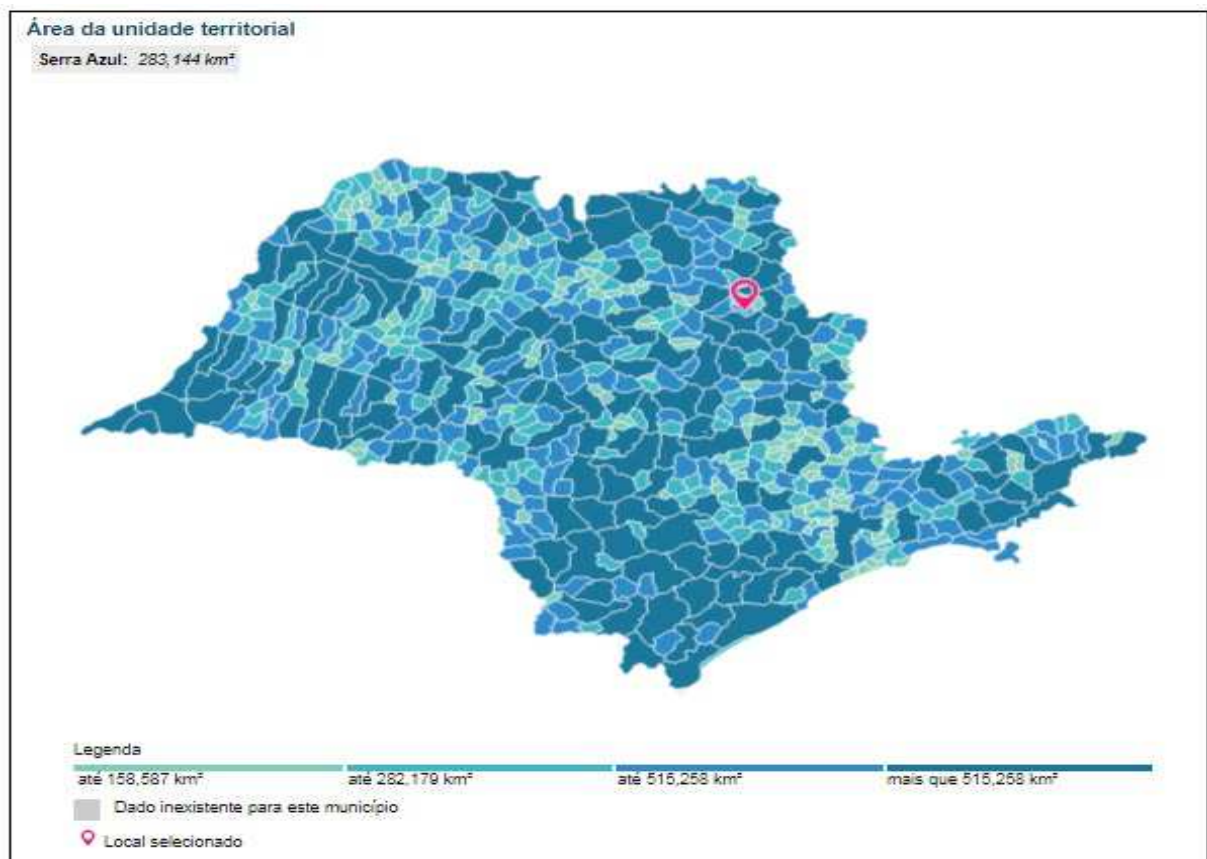 Área da unidade territorial
Serra Azul: 283,144 km²
Legenda
até 158,587 km² até 282,179 km² até 515,258 km² mais que 515,258 km²
Dado inexistente para este município
Local selecionado